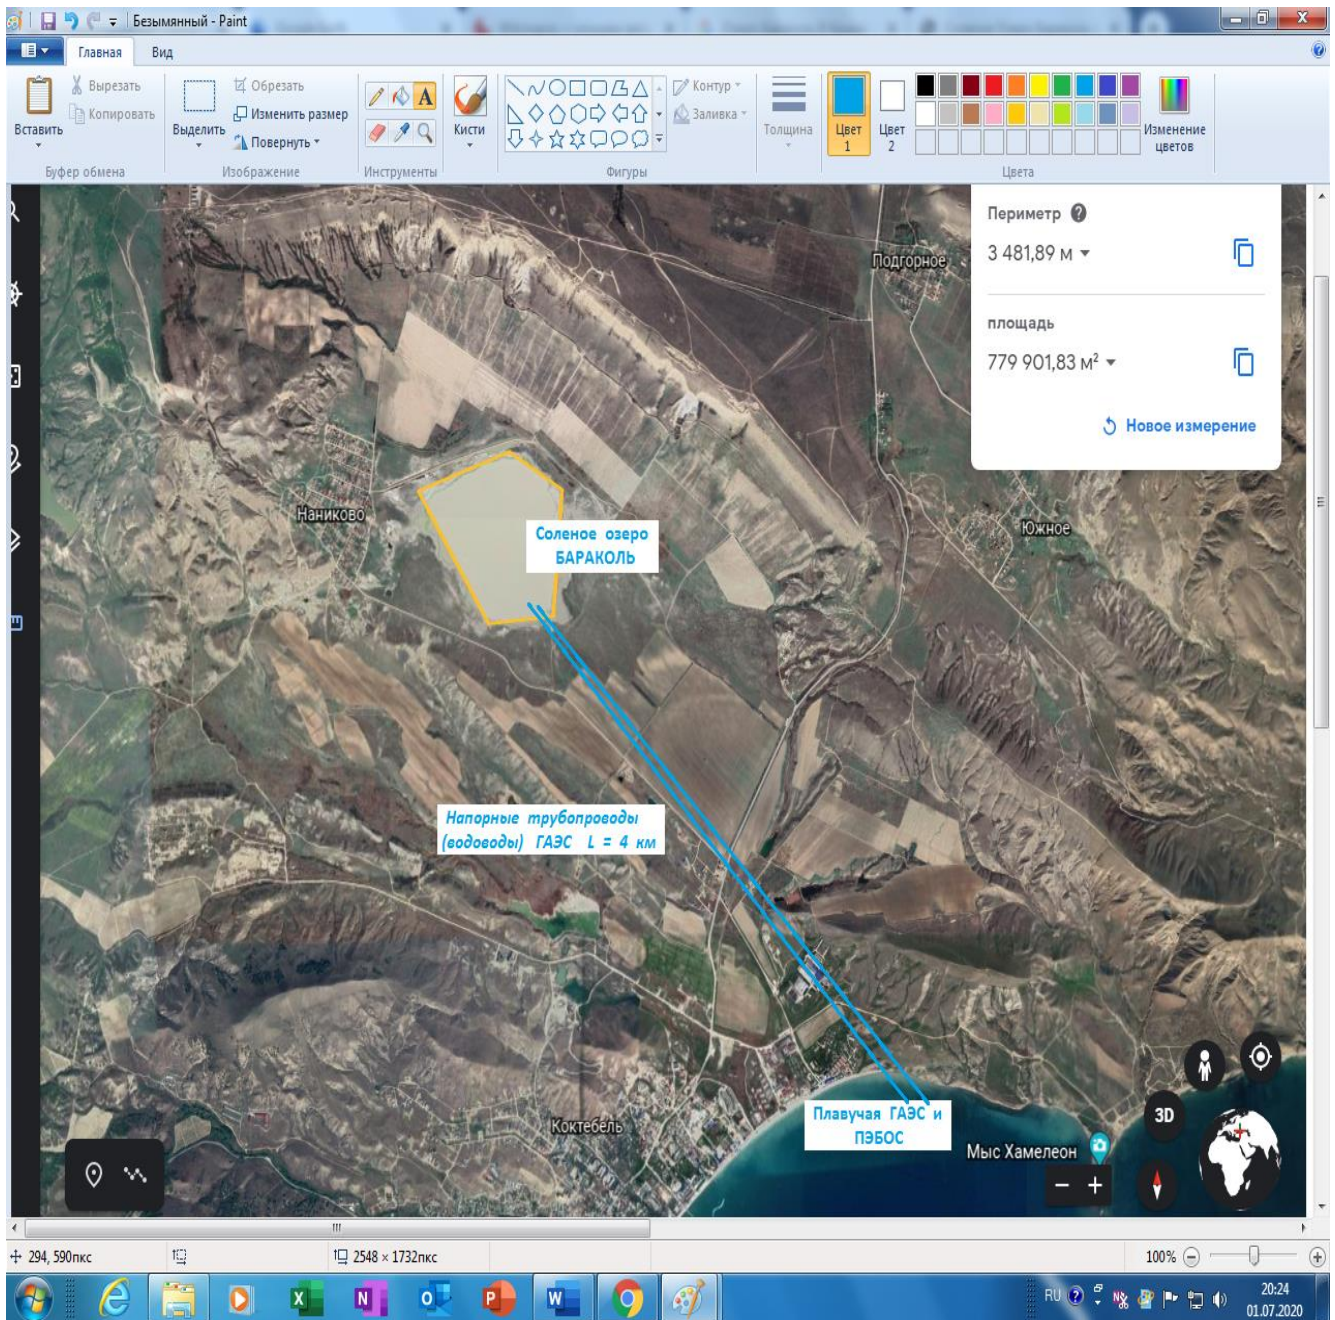 Безымянный - Paint
Главная Вид
Вырезать
Копировать
Вставить
Буфер обмена
Обрезать
Изменить размер
Повернуть
Выделить
Изображение
A
Инструменты
Кисти
Контур
Заливка
Фигуры
Толщина
Цвет 1
Цвет 2
Изменение цветов
Цвета
Периметр ?
3 481,89 м
площадь
779 901,83 м²
Новое измерение
Подгорное
Наниково
Южное
Соленое озеро
БАРАКОЛЬ
Напорные трубопроводы
(водоводы) ГАЭС L = 4 км
Плавучая ГАЭС и
ПЭБОС
Коктебель
Мыс Хамелеон
3D
294, 590пкс
2548 × 1732пкс
100%
RU
20:24
01.07.2020